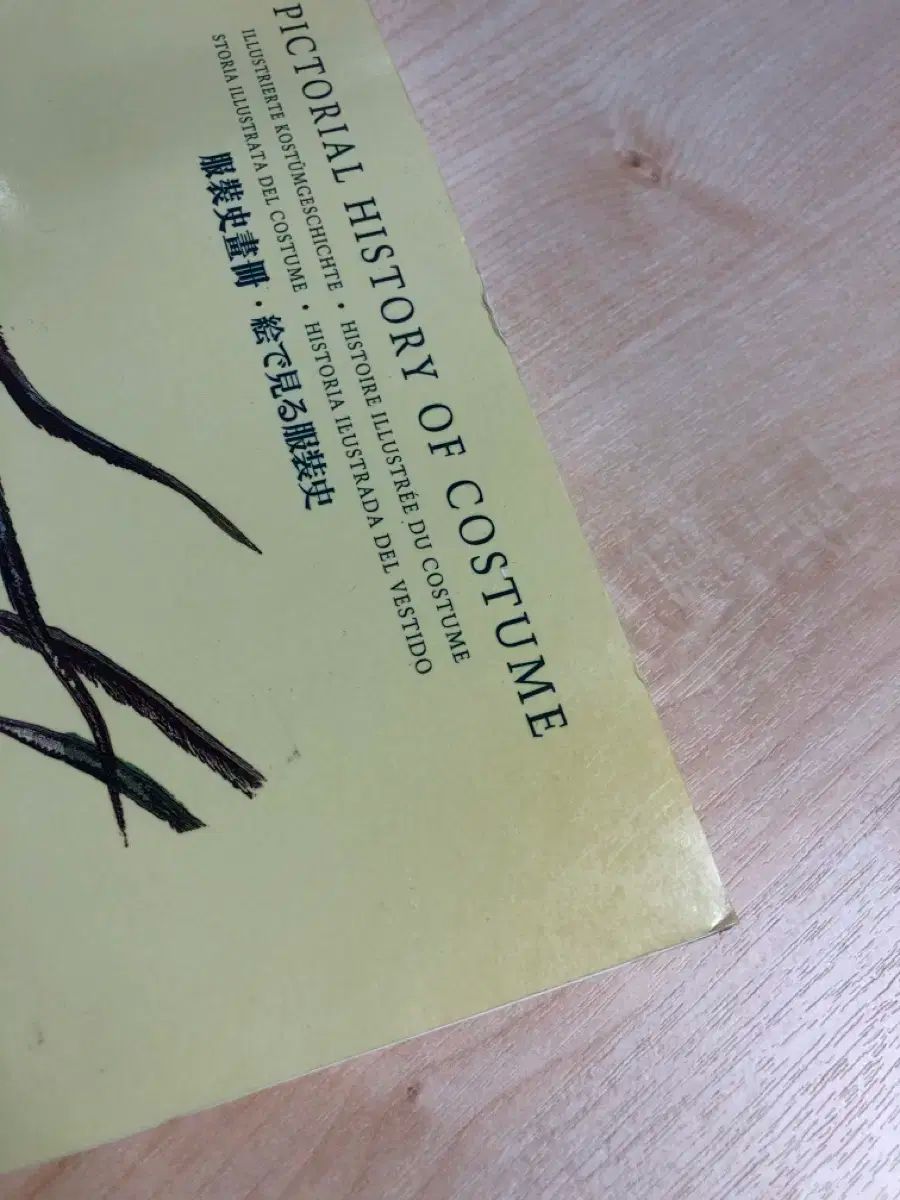 PICTORIAL HISTORY OF COSTUME
ILLUSTRIERTE KOSTÜMGESCHICHTE • HISTOIRE ILLUSTRÉE DU COSTUME
STORIA ILLUSTRATA DEL COSTUME • HISTORIA ILUSTRADA DEL VESTIDO
服裝史畫冊・絵で見る服装史